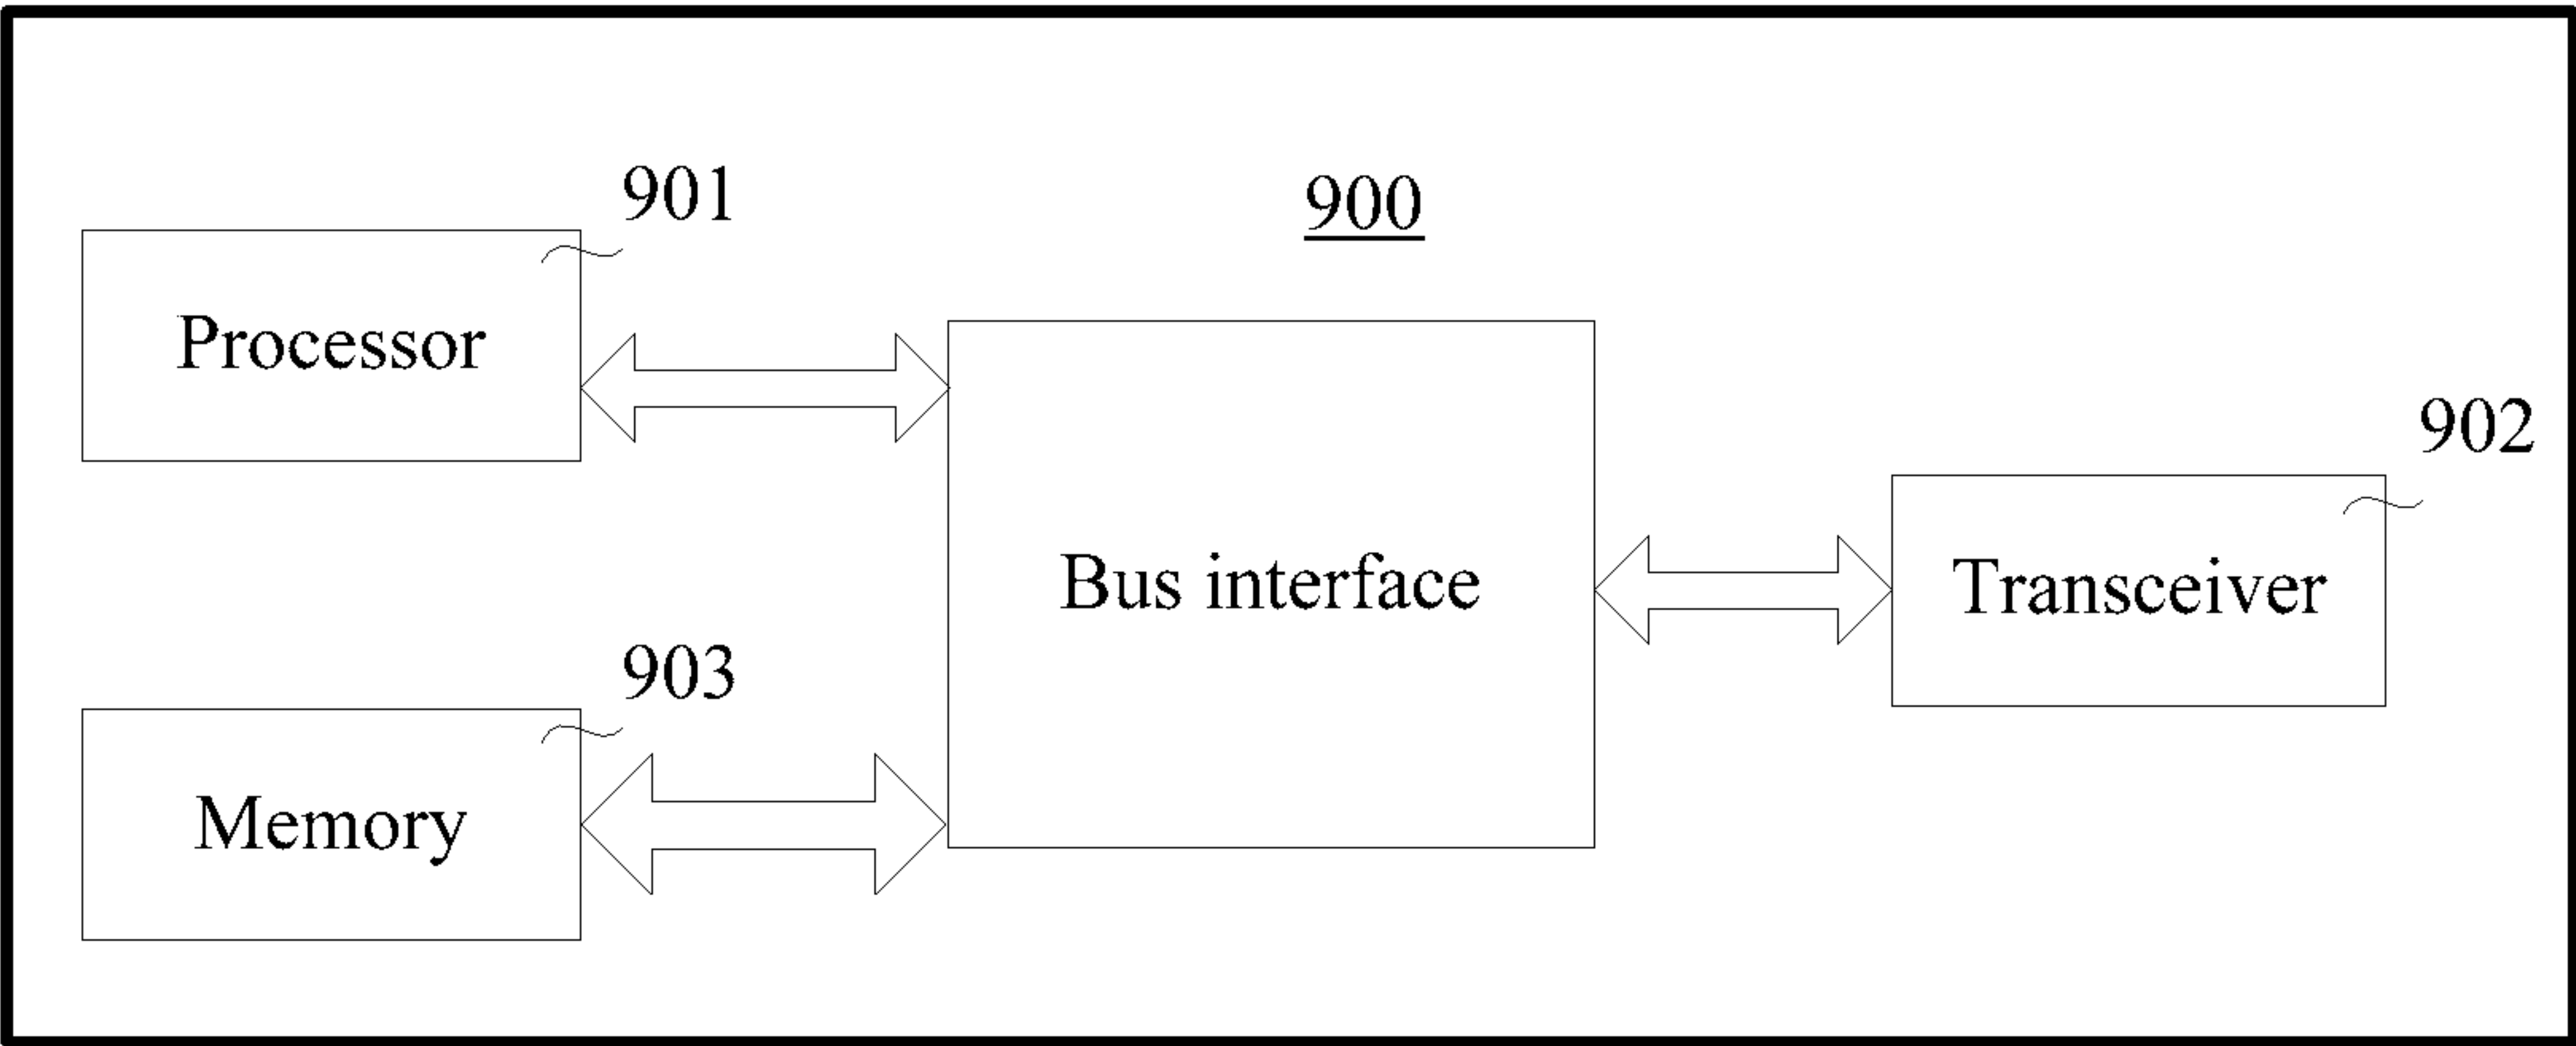 901
900
Processor
902
Bus interface
Transceiver
903
Memory